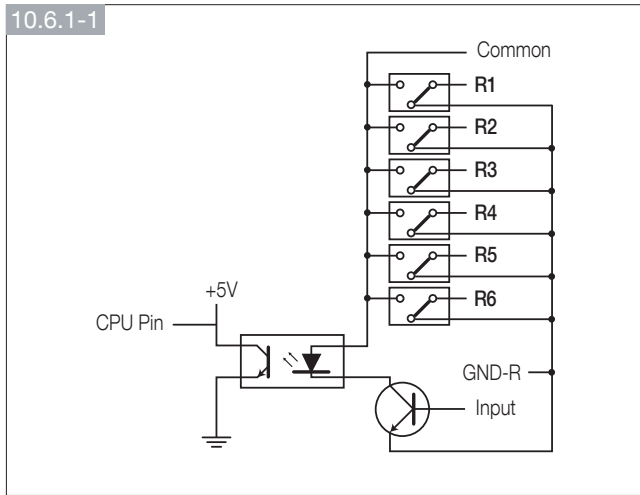 10.6.1-1
Common
R1
R2
R3
R4
R5
R6
+5V
CPU Pin
GND-R
Input